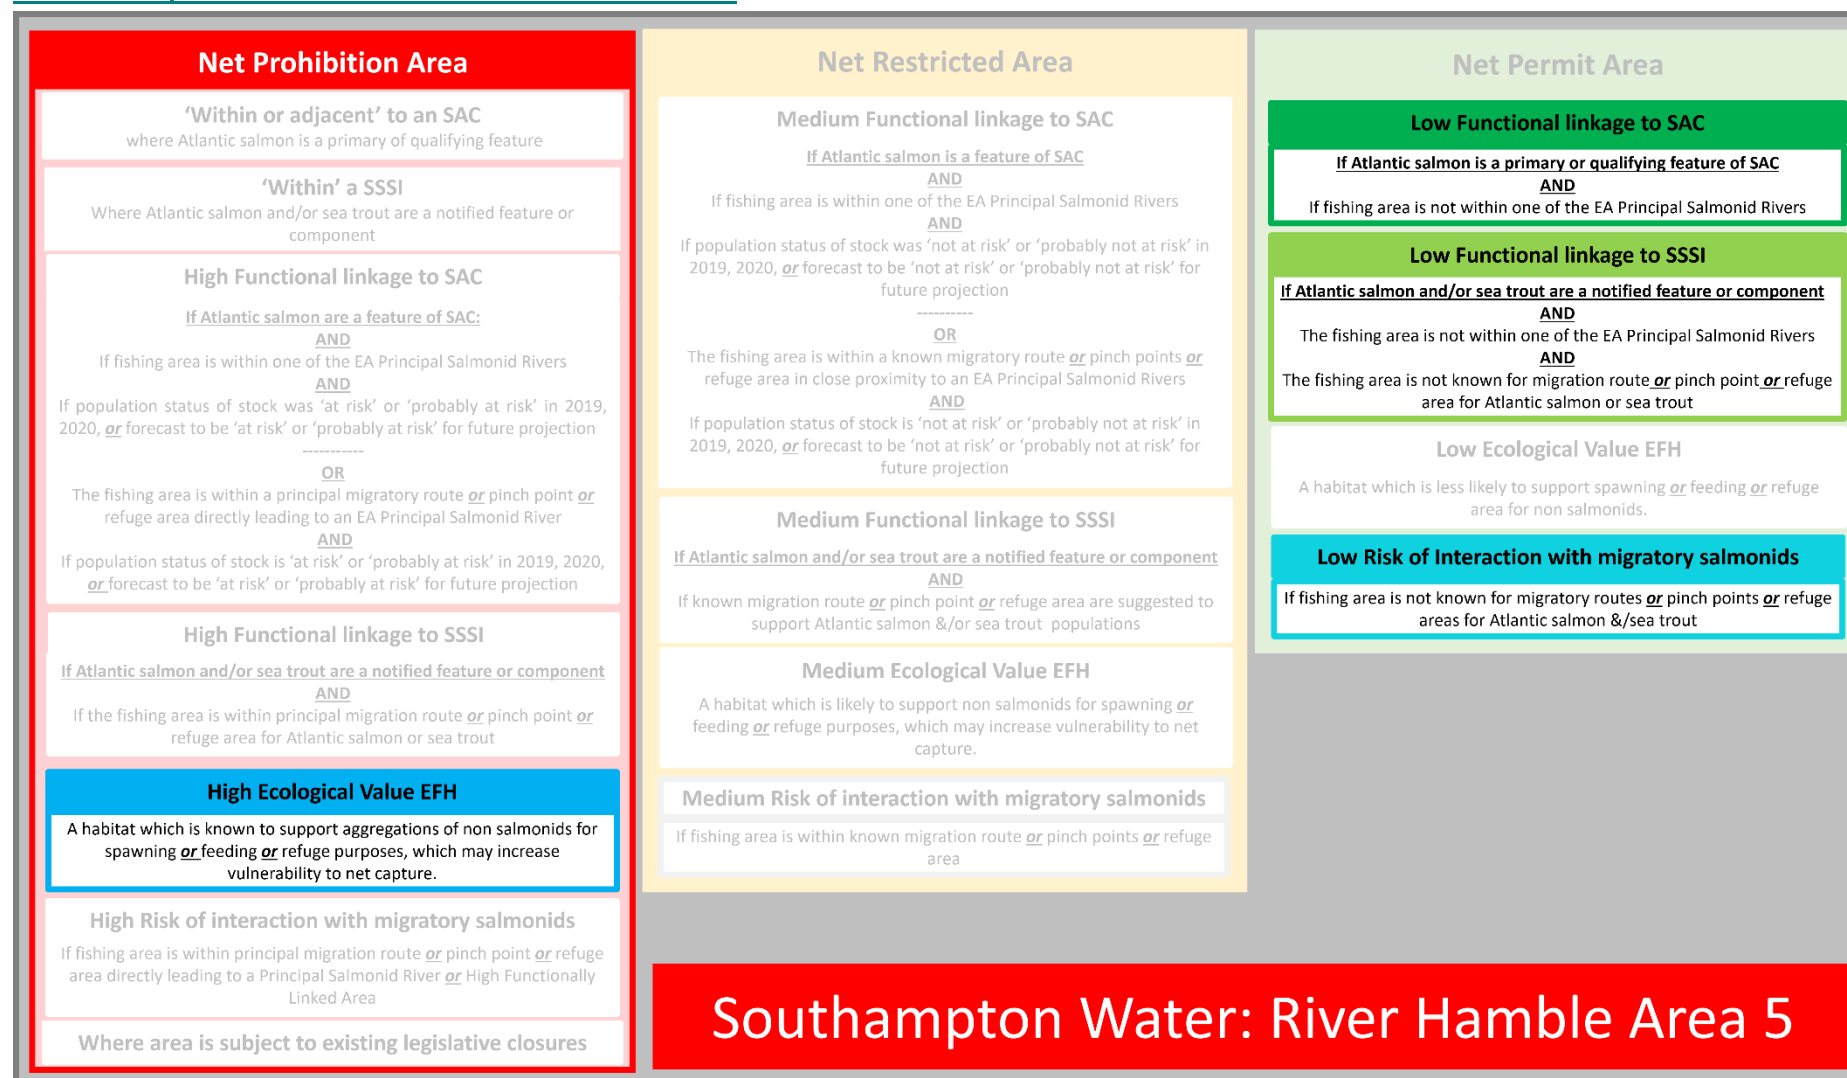 Net Prohibition Area
'Within or adjacent' to an SAC
where Atlantic salmon is a primary of qualifying feature
'Within' a SSSI
Where Atlantic salmon and/or sea trout are a notified feature or
component
High Functional linkage to SAC
If Atlantic salmon are a feature of SAC:
AND
If fishing area is within one of the EA Principal Salmonid Rivers
AND
If population status of stock was 'at risk' or 'probably at risk' in 2019,
2020, or forecast to be 'at risk' or 'probably at risk' for future projection
-----------
OR
The fishing area is within a principal migratory route or pinch point or
refuge area directly leading to an EA Principal Salmonid River
AND
If population status of stock is 'at risk' or 'probably at risk' in 2019, 2020,
or forecast to be 'at risk' or 'probably at risk' for future projection
High Functional linkage to SSSI
If Atlantic salmon and/or sea trout are a notified feature or component
AND
If the fishing area is within principal migration route or pinch point or
refuge area for Atlantic salmon or sea trout
High Ecological Value EFH
A habitat which is known to support aggregations of non salmonids for
spawning or feeding or refuge purposes, which may increase
vulnerability to net capture.
High Risk of interaction with migratory salmonids
If fishing area is within principal migration route or pinch point or refuge
area directly leading to a Principal Salmonid River or High Functionally
Linked Area
Where area is subject to existing legislative closures
Net Restricted Area
Medium Functional linkage to SAC
If Atlantic salmon is a feature of SAC
AND
If fishing area is within one of the EA Principal Salmonid Rivers
AND
If population status of stock was 'not at risk' or 'probably not at risk' in
2019, 2020, or forecast to be 'not at risk' or 'probably not at risk' for
future projection
----------
OR
The fishing area is within a known migratory route or pinch points or
refuge area in close proximity to an EA Principal Salmonid Rivers
AND
If population status of stock is 'not at risk' or 'probably not at risk' in
2019, 2020, or forecast to be 'not at risk' or 'probably not at risk' for
future projection
Medium Functional linkage to SSSI
If Atlantic salmon and/or sea trout are a notified feature or component
AND
If known migration route or pinch point or refuge area are suggested to
support Atlantic salmon &/or sea trout populations
Medium Ecological Value EFH
A habitat which is likely to support non salmonids for spawning or
feeding or refuge purposes, which may increase vulnerability to net
capture.
Medium Risk of interaction with migratory salmonids
If fishing area is within known migration route or pinch points or refuge
area
Net Permit Area
Low Functional linkage to SAC
If Atlantic salmon is a primary or qualifying feature of SAC
AND
If fishing area is not within one of the EA Principal Salmonid Rivers
Low Functional linkage to SSSI
If Atlantic salmon and/or sea trout are a notified feature or component
AND
The fishing area is not within one of the EA Principal Salmonid Rivers
AND
The fishing area is not known for migration route or pinch point or refuge
area for Atlantic salmon or sea trout
Low Ecological Value EFH
A habitat which is less likely to support spawning or feeding or refuge
area for non salmonids.
Low Risk of Interaction with migratory salmonids
If fishing area is not known for migratory routes or pinch points or refuge
areas for Atlantic salmon &/sea trout
Southampton Water: River Hamble Area 5